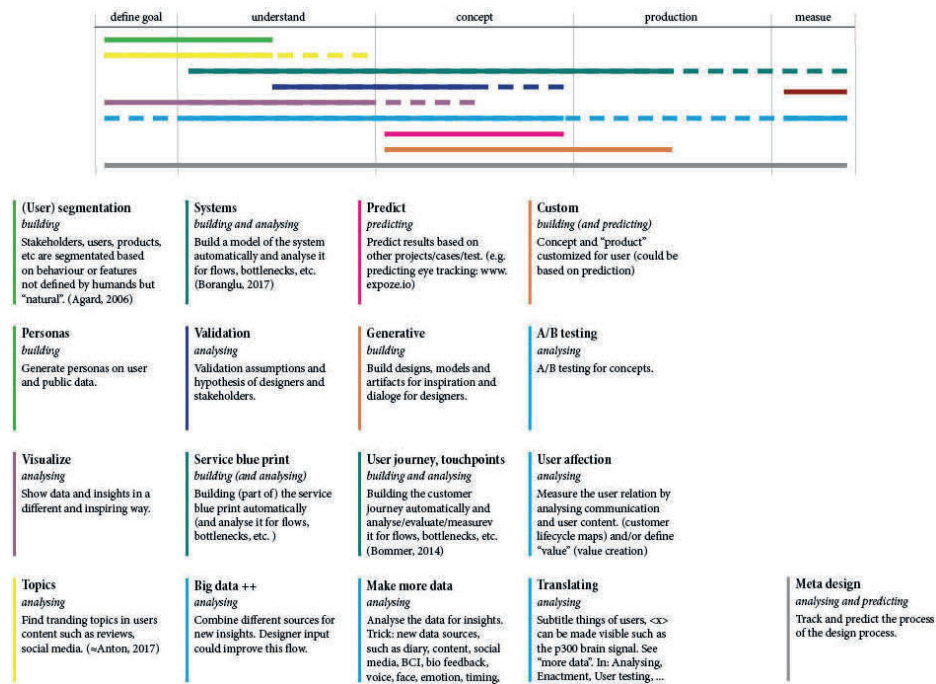 define goal
understand
concept
production
measure
(User) segmentation
building
Stakeholders, users, products,
etc are segmentated based
on behaviour or features
not defined by humands but
“natural”. (Agard, 2006)
Systems
building and analysing
Build a model of the system
automatically and analyse it
for flows, bottlenecks, etc.
(Boranglu, 2017)
Predict
predicting
Predict results based on
other projects/cases/test. (e.g.
predicting eye tracking: www.
expoze.io)
Custom
building (and predicting)
Concept and “product”
customized for user (could be
based on prediction)
Personas
building
Generate personas on user
and public data.
Validation
analysing
Validation assumptions and
hypothesis of designers and
stakeholders.
Generative
building
Build designs, models and
artifacts for inspiration and
dialoge for designers.
A/B testing
analysing
A/B testing for concepts.
Visualize
analysing
Show data and insights in a
different and inspiring way.
Service blue print
building (and analysing)
Building (part of) the service
blue print automatically
(and analyse it for flows,
bottlenecks, etc. )
User journey, touchpoints
building and analysing
Building the customer
journey automatically and
analyse/evaluate/measurev
it for flows, bottlenecks, etc.
(Bommer, 2014)
User affection
analysing
Measure the user relation by
analysing communication
and user content. (customer
lifecycle maps) and/or define
“value” (value creation)
Topics
analysing
Find tranding topics in users
content such as reviews,
social media. (≈Anton, 2017)
Big data ++
analysing
Combine different sources for
new insights. Designer input
could improve this flow.
Make more data
analysing
Analyse the data for insights.
Trick: new data sources,
such as diary, content, social
media, BCI, bio feedback,
voice, face, emotion, timing,
Translating
analysing
Subtitle things of users, <x>
can be made visible such as
the p300 brain signal. See
“more data”. In: Analysing,
Enactment, User testing, ...
Meta design
analysing and predicting
Track and predict the process
of the design process.